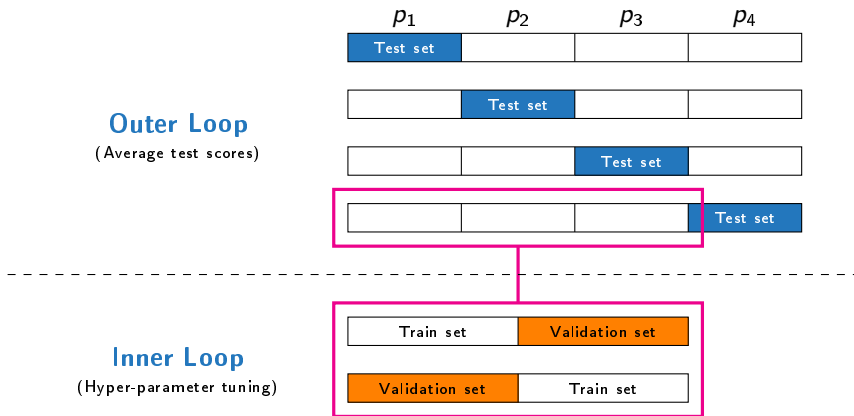 p1 p2 p3 p4
Test set
Test set
Outer Loop
(Average test scores)
Test set
Test set
Train set Validation set
Inner Loop
(Hyper-parameter tuning)
Validation set Train set